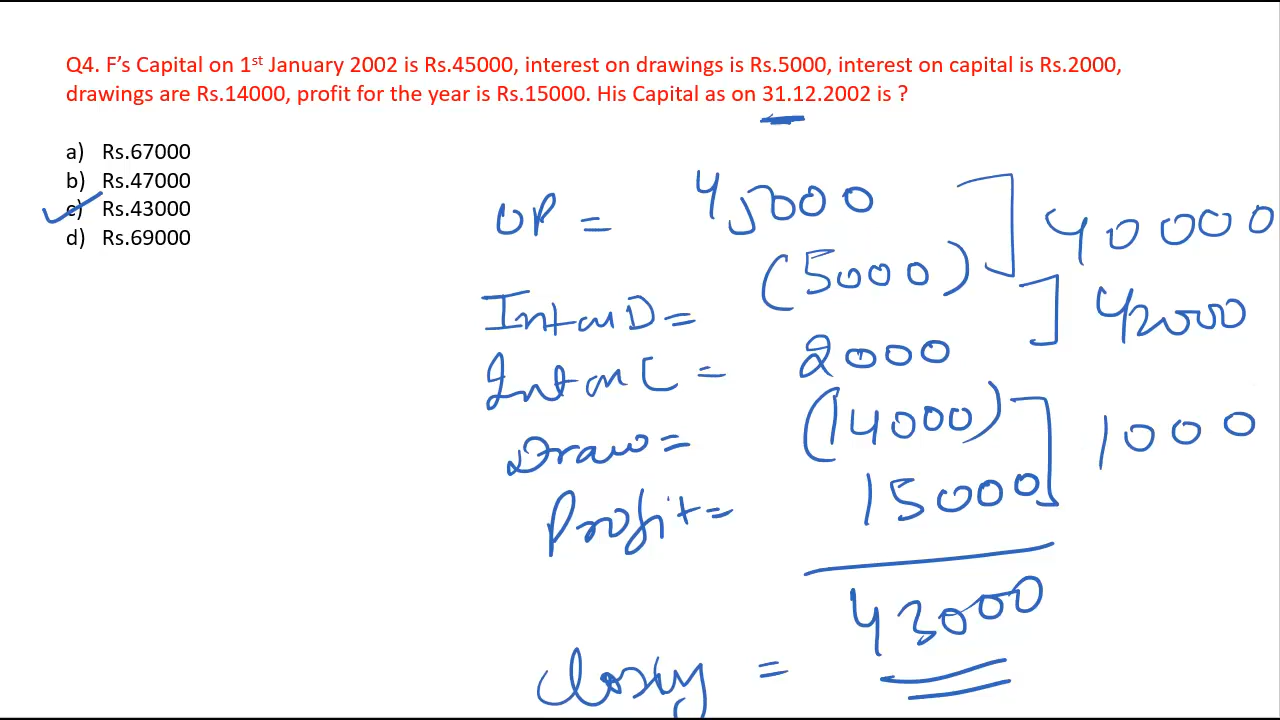 Q4. F's Capital on 1st January 2002 is Rs.45000, interest on drawings is Rs.5000, interest on capital is Rs.2000,
drawings are Rs.14000, profit for the year is Rs.15000. His Capital as on 31.12.2002 is ?
a) Rs.67000
b) Rs.47000
c) Rs.43000
d) Rs.69000
OP = 45000
(5000) 40000
Int on D =
Int on C = 2000 42000
Draw = (14000)
Profit = 15000 1000
43000
Closing =